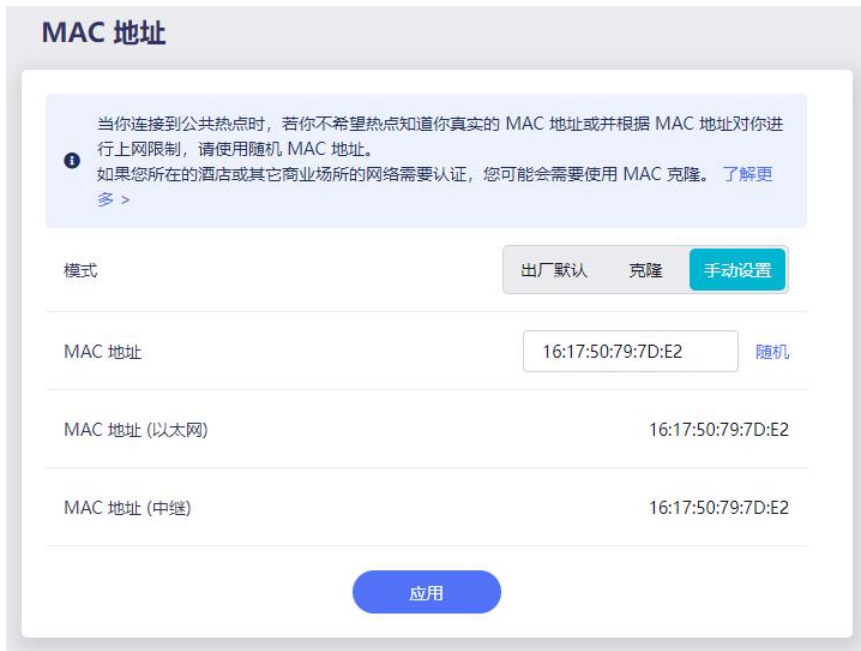 MAC 地址
当你连接到公共热点时，若你不希望热点知道你真实的 MAC 地址或并根据 MAC 地址对你进
行上网限制，请使用随机 MAC 地址。
如果您所在的酒店或其它商业场所的网络需要认证，您可能会需要使用 MAC 克隆。 了解更
多 >
模式 出厂默认 克隆 手动设置
MAC 地址 16:17:50:79:7D:E2 随机
MAC 地址 (以太网) 16:17:50:79:7D:E2
MAC 地址 (中继) 16:17:50:79:7D:E2
应用